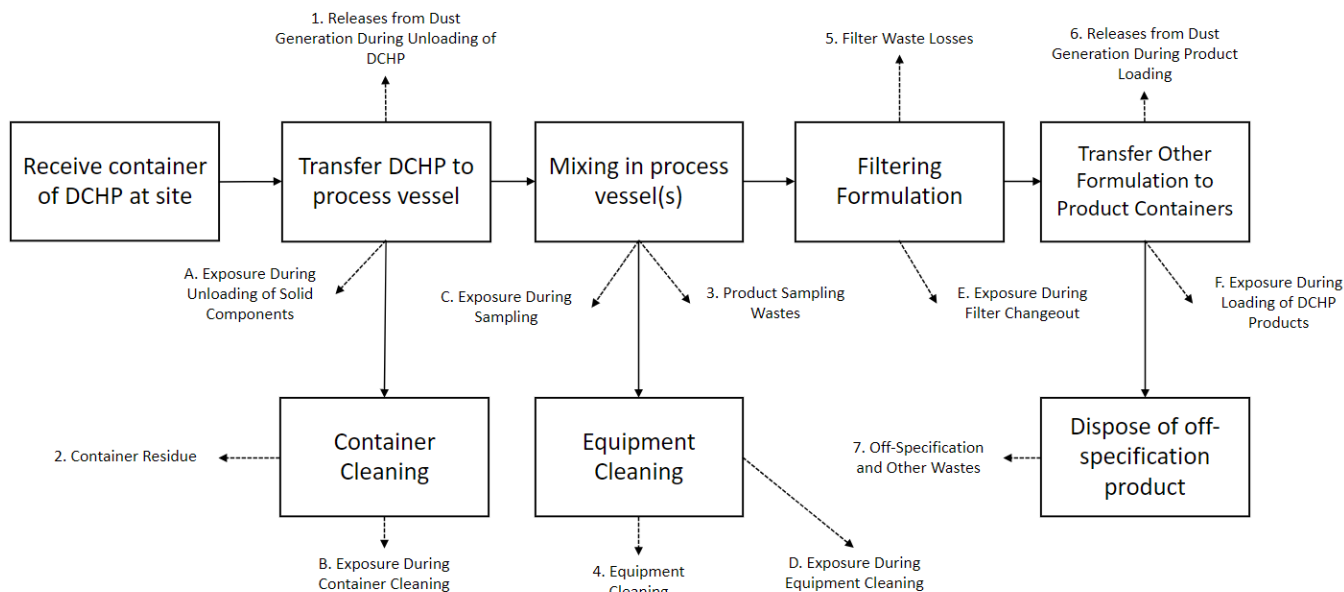 1. Releases from Dust
Generation During Unloading of
DCHP
5. Filter Waste Losses
6. Releases from Dust
Generation During Product
Loading
Receive container
of DCHP at site
Transfer DCHP to
process vessel
Mixing in process
vessel(s)
Filtering
Formulation
Transfer Other
Formulation to
Product Containers
A. Exposure During
Unloading of Solid
Components
C. Exposure During
Sampling
3. Product Sampling
Wastes
E. Exposure During
Filter Changeout
F. Exposure During
Loading of DCHP
Products
2. Container Residue
Container
Cleaning
Equipment
Cleaning
7. Off-Specification
and Other Wastes
Dispose of off-
specification
product
B. Exposure During
Container Cleaning
4. Equipment
Cleaning
D. Exposure During
Equipment Cleaning